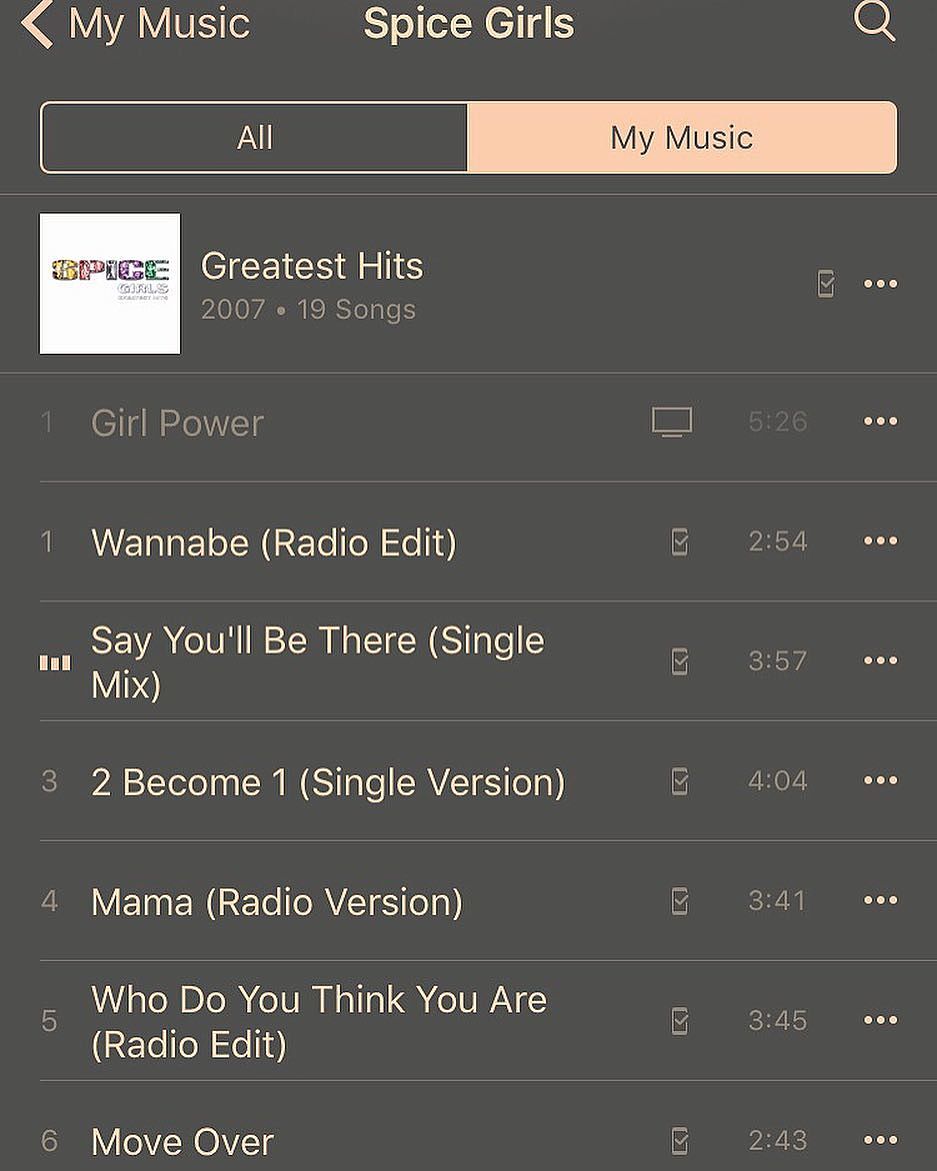 My Music
Spice Girls
All
My Music
SPICE
GIRLS
Greatest Hits
2007 • 19 Songs
1 Girl Power 5:26 •••
1 Wannabe (Radio Edit) 2:54 •••
Say You'll Be There (Single
Mix) 3:57 •••
3 2 Become 1 (Single Version) 4:04 •••
4 Mama (Radio Version) 3:41 •••
5 Who Do You Think You Are
(Radio Edit) 3:45 •••
6 Move Over 2:43 •••